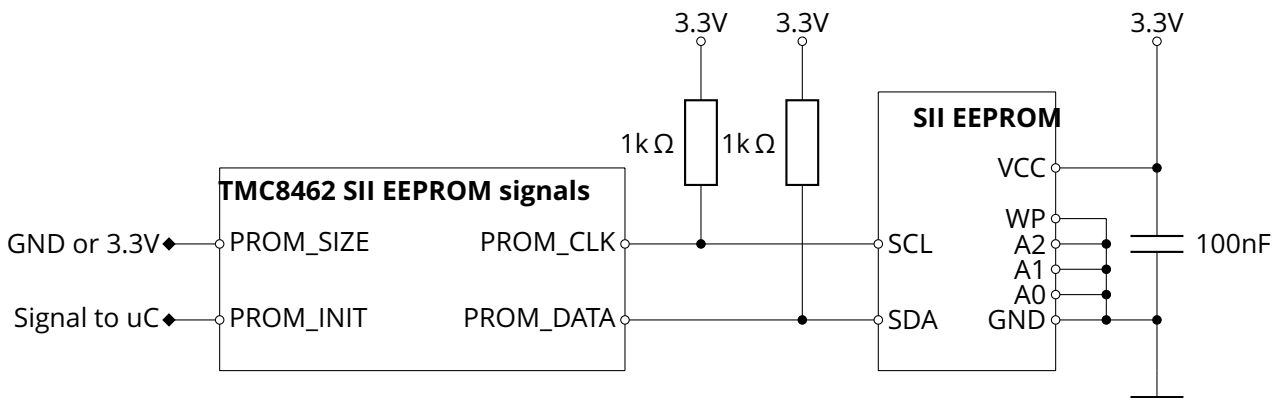 3.3V 3.3V 3.3V
SII EEPROM
1k Ω 1k Ω
VCC
TMC8462 SII EEPROM signals
WP
GND or 3.3V PROM_SIZE PROM_CLK SCL A2 100nF
A1
A0
Signal to uC PROM_INIT PROM_DATA SDA GND